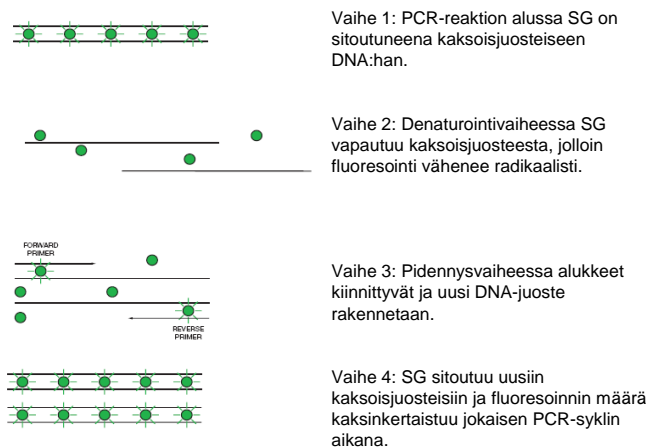 Vaihe 1: PCR-reaktion alussa SG on
sitoutuneena kaksoisjuosteiseen
DNA:han.
Vaihe 2: Denaturointivaiheessa SG
vapautuu kaksoisjuosteesta, jolloin
fluoresointi vähenee radikaalisti.
FORWARD
PRIMER
Vaihe 3: Pidennysvaiheessa alukkeet
kiinnittyvät ja uusi DNA-juoste
rakennetaan.
REVERSE
PRIMER
Vaihe 4: SG sitoutuu uusiin
kaksoisjuosteisiin ja fluoresoinnin määrä
kaksinkertaistuu jokaisen PCR-syklin
aikana.